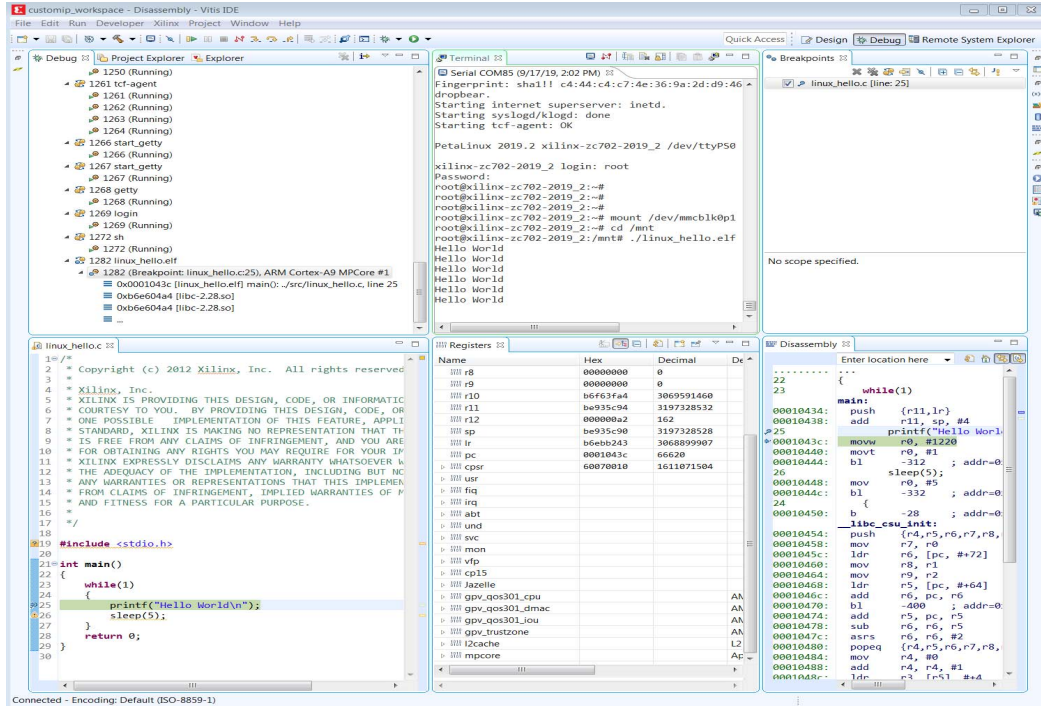 customip_workspace - Disassembly - Vitis IDE
File Edit Run Developer Xilinx Project Window Help
Quick Access Design Debug Remote System Explorer
Debug Project Explorer Explorer
1250 (Running)
1261 tcf-agent
1261 (Running)
1262 (Running)
1263 (Running)
1264 (Running)
1266 start_getty
1266 (Running)
1267 start_getty
1267 (Running)
1268 getty
1268 (Running)
1269 login
1269 (Running)
1272 sh
1272 (Running)
1282 linux_hello.elf
1282 (Breakpoint: linux_hello.c:25), ARM Cortex-A9 MPCore #1
0x0001043c [linux_hello.elf] main(): ../src/linux_hello.c, line 25
0xb6e604a4 [libc-2.28.so]
0xb6e604a4 [libc-2.28.so]
...
Terminal
Serial COM85 (9/17/19, 2:02 PM)
Fingerprint: sha1!! c4:44:c4:c7:4e:36:9a:2d:d9:46
dropbear.
Starting internet superserver: inetd.
Starting syslogd/klogd: done
Starting tcf-agent: OK
PetaLinux 2019.2 xilinx-zc702-2019_2 /dev/ttyPS0
xilinx-zc702-2019_2 login: root
Password:
root@xilinx-zc702-2019_2:~#
root@xilinx-zc702-2019_2:~#
root@xilinx-zc702-2019_2:~#
root@xilinx-zc702-2019_2:~# mount /dev/mmcblk0p1
root@xilinx-zc702-2019_2:~# cd /mnt
root@xilinx-zc702-2019_2:/mnt# ./linux_hello.elf
Hello World
Hello World
Hello World
Hello World
Hello World
Hello World
Breakpoints
linux_hello.c [line: 25]
No scope specified.
linux_hello.c
1 /*
2 * Copyright (c) 2012 Xilinx, Inc. All rights reserved
3 *
4 * Xilinx, Inc.
5 * XILINX IS PROVIDING THIS DESIGN, CODE, OR INFORMATIC
6 * COURTESY TO YOU. BY PROVIDING THIS DESIGN, CODE, OR
7 * ONE POSSIBLE IMPLEMENTATION OF THIS FEATURE, APPLI
8 * STANDARD, XILINX IS MAKING NO REPRESENTATION THAT TH
9 * IS FREE FROM ANY CLAIMS OF INFRINGEMENT, AND YOU ARE
10 * FOR OBTAINING ANY RIGHTS YOU MAY REQUIRE FOR YOUR IM
11 * XILINX EXPRESSLY DISCLAIMS ANY WARRANTY WHATSOEVER W
12 * THE ADEQUACY OF THE IMPLEMENTATION, INCLUDING BUT NO
13 * ANY WARRANTIES OR REPRESENTATIONS THAT THIS IMPLEMEN
14 * FROM CLAIMS OF INFRINGEMENT, IMPLIED WARRANTIES OF M
15 * AND FITNESS FOR A PARTICULAR PURPOSE.
16 *
17 */
18
19 #include <stdio.h>
20
21 int main()
22 {
23 while(1)
24 {
25 printf("Hello World\n");
26 sleep(5);
27 }
28 return 0;
29 }
30
Registers
Name Hex Decimal De
r8 00000000 0
r9 00000000 0
r10 b6f63fa4 3069591460
r11 be935c94 3197328532
r12 000000a2 162
sp be935c90 3197328528
lr b6ebb243 3068899907
pc 0001043c 66620
cpsr 60070010 1611071504
usr
fiq
irq
abt
und
svc
mon
vfp
cp15
Jazelle
gpv_qos301_cpu AM
gpv_qos301_dmac AM
gpv_qos301_iou AM
gpv_trustzone AM
l2cache L2
mpcore Ap
Disassembly
Enter location here
......... ...
22 {
23 while(1)
main:
00010434: push {r11,lr}
00010438: add r11, sp, #4
25 printf("Hello Worl
0001043c: movw r0, #1220
00010440: movt r0, #1
00010444: bl -312 ; addr=0
26 sleep(5);
00010448: mov r0, #5
0001044c: bl -332 ; addr=0
24 {
00010450: b -28 ; addr=0
__libc_csu_init:
00010454: push {r4,r5,r6,r7,r8,
00010458: mov r7, r0
0001045c: ldr r6, [pc, #+72]
00010460: mov r8, r1
00010464: mov r9, r2
00010468: ldr r5, [pc, #+64]
0001046c: add r6, pc, r6
00010470: bl -400 ; addr=0
00010474: add r5, pc, r5
00010478: sub r6, r6, r5
0001047c: asrs r6, r6, #2
00010480: popeq {r4,r5,r6,r7,r8,
00010484: mov r4, #0
00010488: add r4, r4, #1
0001048c: ldr r3, [r5], #+4
Connected - Encoding: Default (ISO-8859-1)